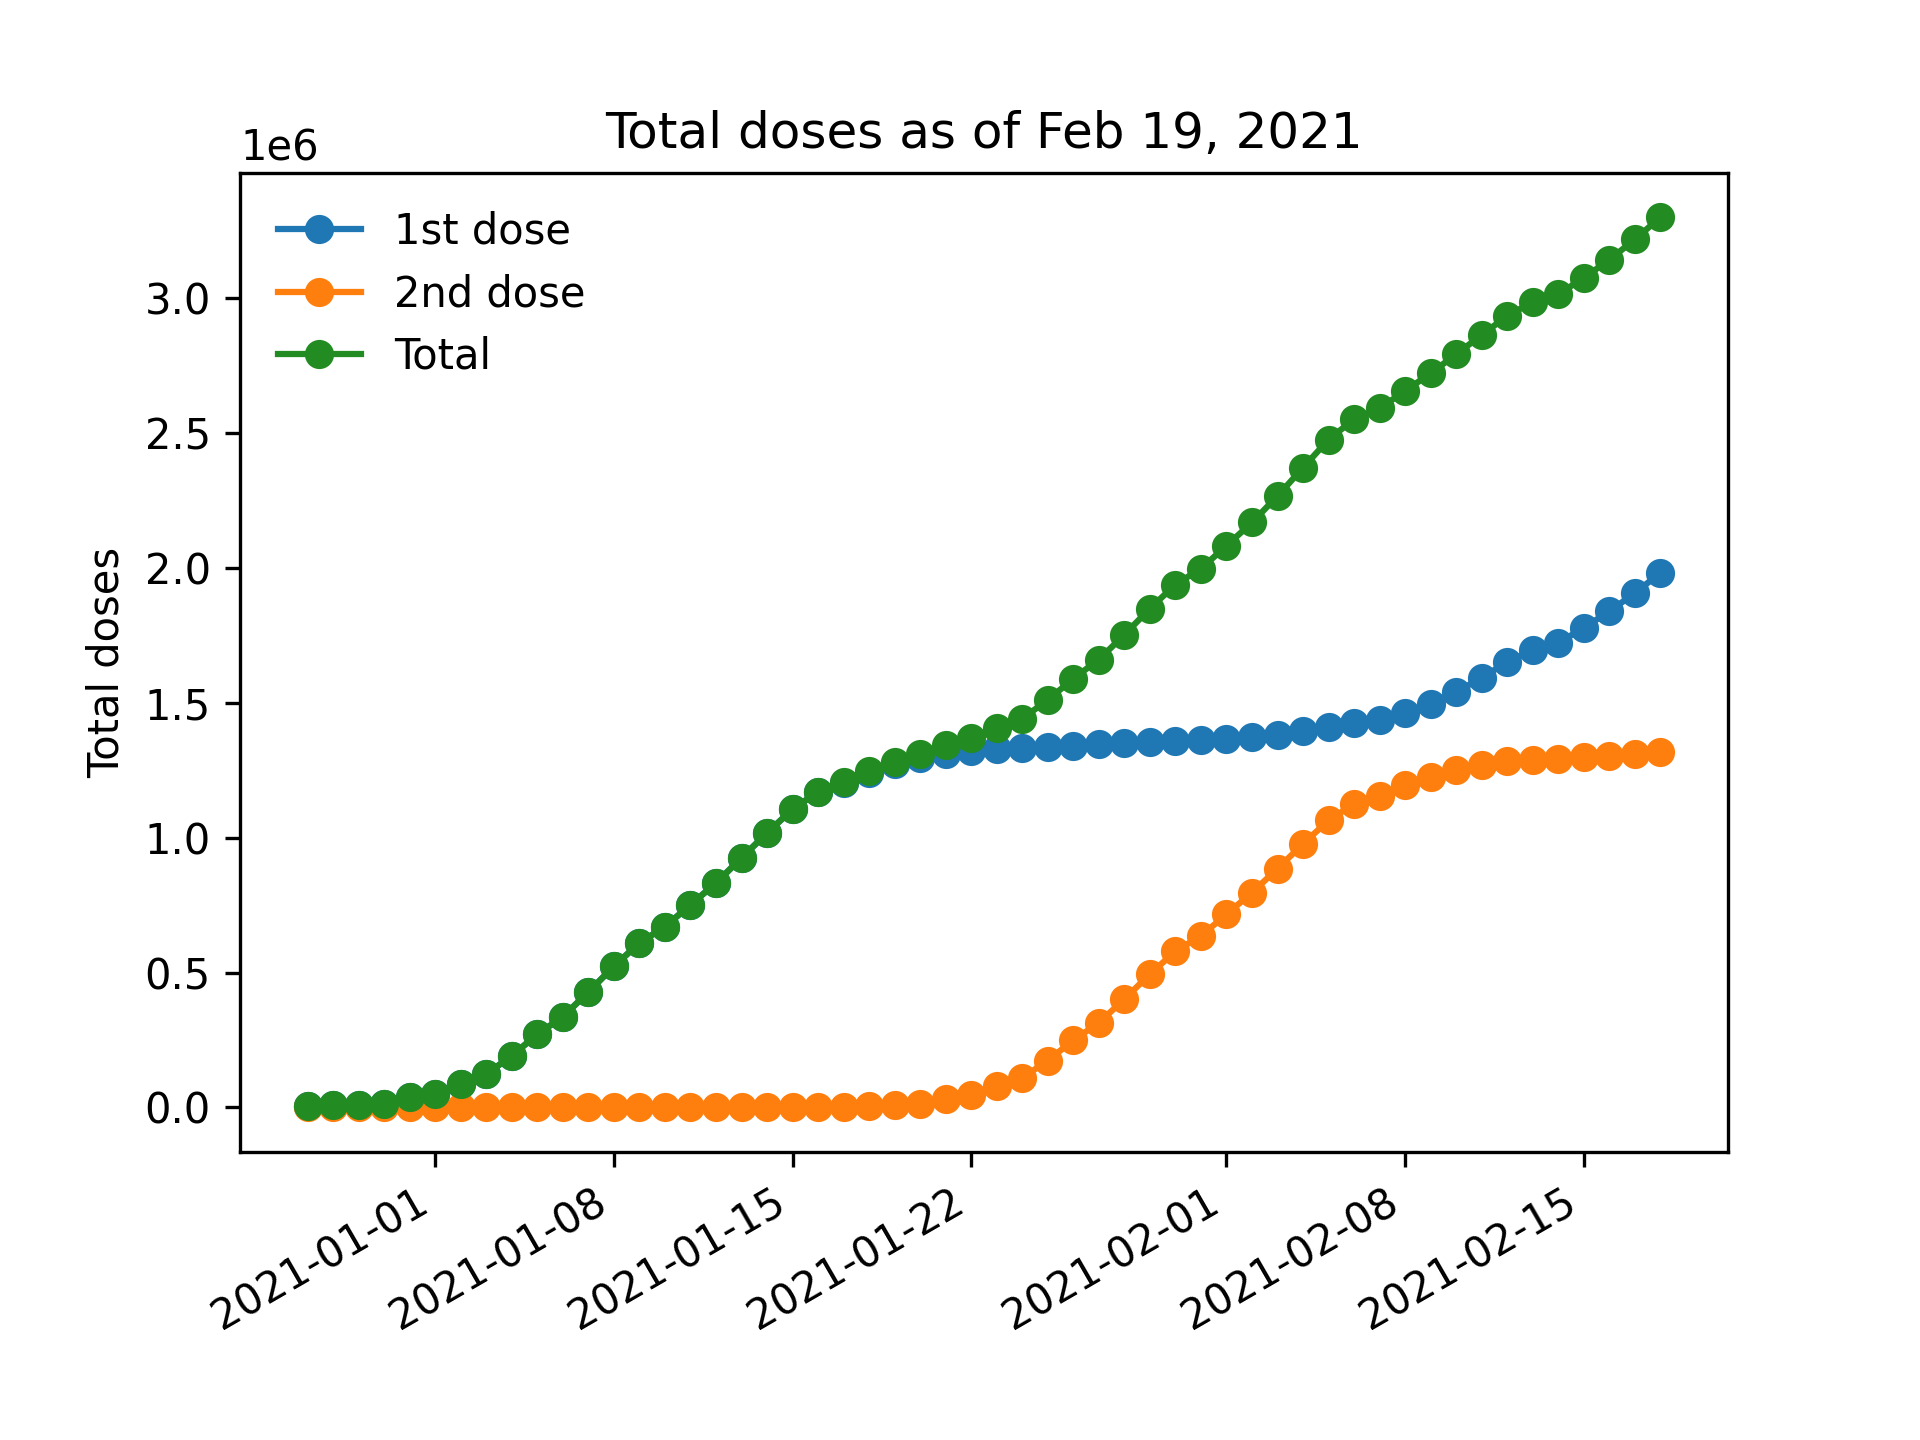 Total doses as of Feb 19, 2021
1e6
1st dose
2nd dose
Total
3.0
2.5
2.0
1.5
1.0
0.5
0.0
Total doses
2021-01-01
2021-01-08
2021-01-15
2021-01-22
2021-02-01
2021-02-08
2021-02-15